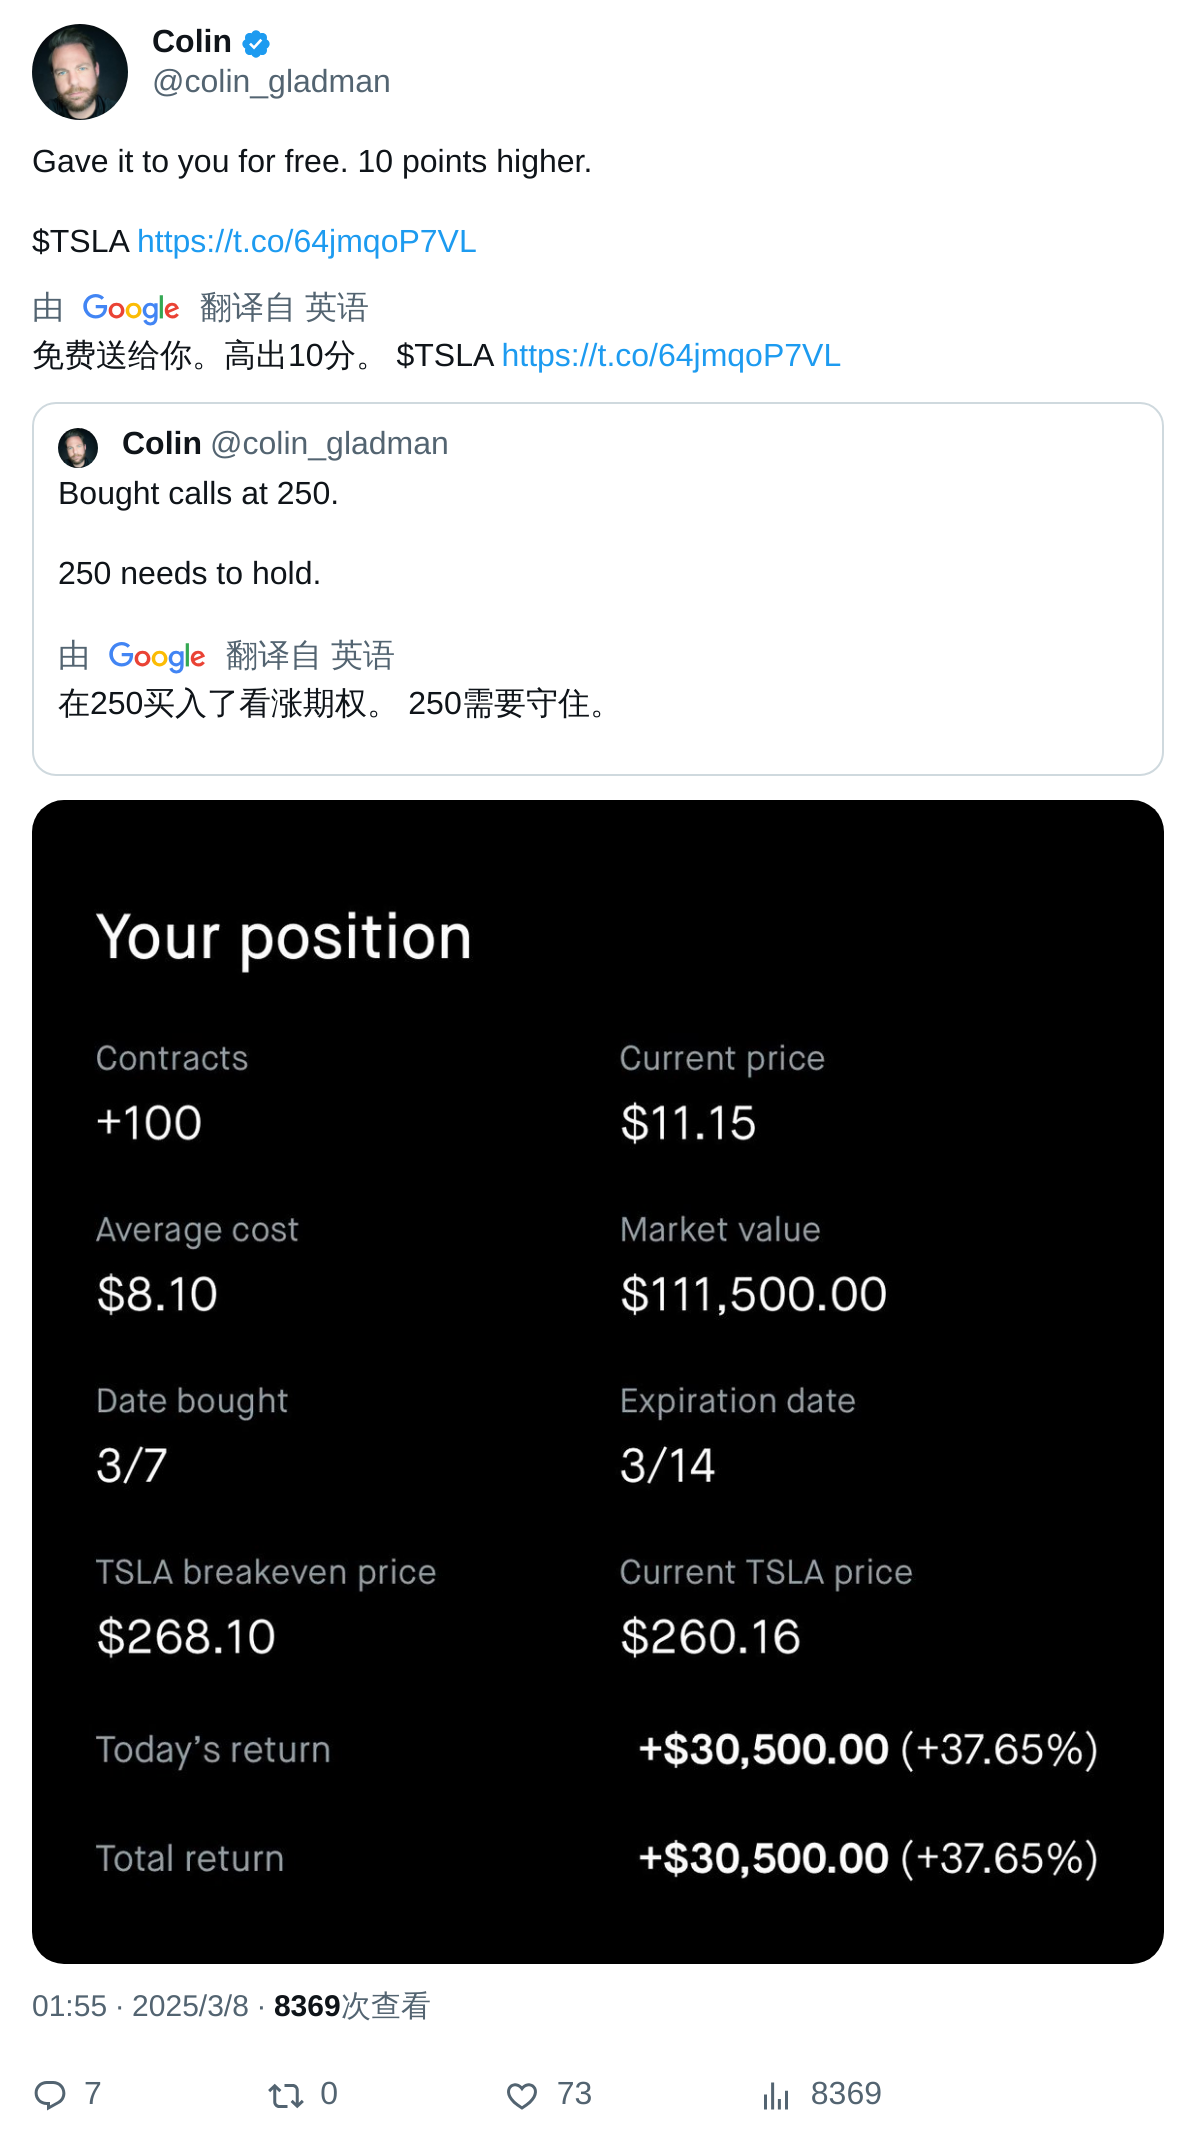 Colin
@colin_gladman
Gave it to you for free. 10 points higher.
$TSLA https://t.co/64jmqoP7VL
由 Google 翻译自 英语
免费送给你。高出10分。 $TSLA https://t.co/64jmqoP7VL
Colin @colin_gladman
Bought calls at 250.
250 needs to hold.
由 Google 翻译自 英语
在250买入了看涨期权。 250需要守住。
Your position
Contracts
+100
Current price
$11.15
Average cost
$8.10
Market value
$111,500.00
Date bought
3/7
Expiration date
3/14
TSLA breakeven price
$268.10
Current TSLA price
$260.16
Today’s return +$30,500.00 (+37.65%)
Total return +$30,500.00 (+37.65%)
01:55 · 2025/3/8 · 8369次查看
7 0 73 8369